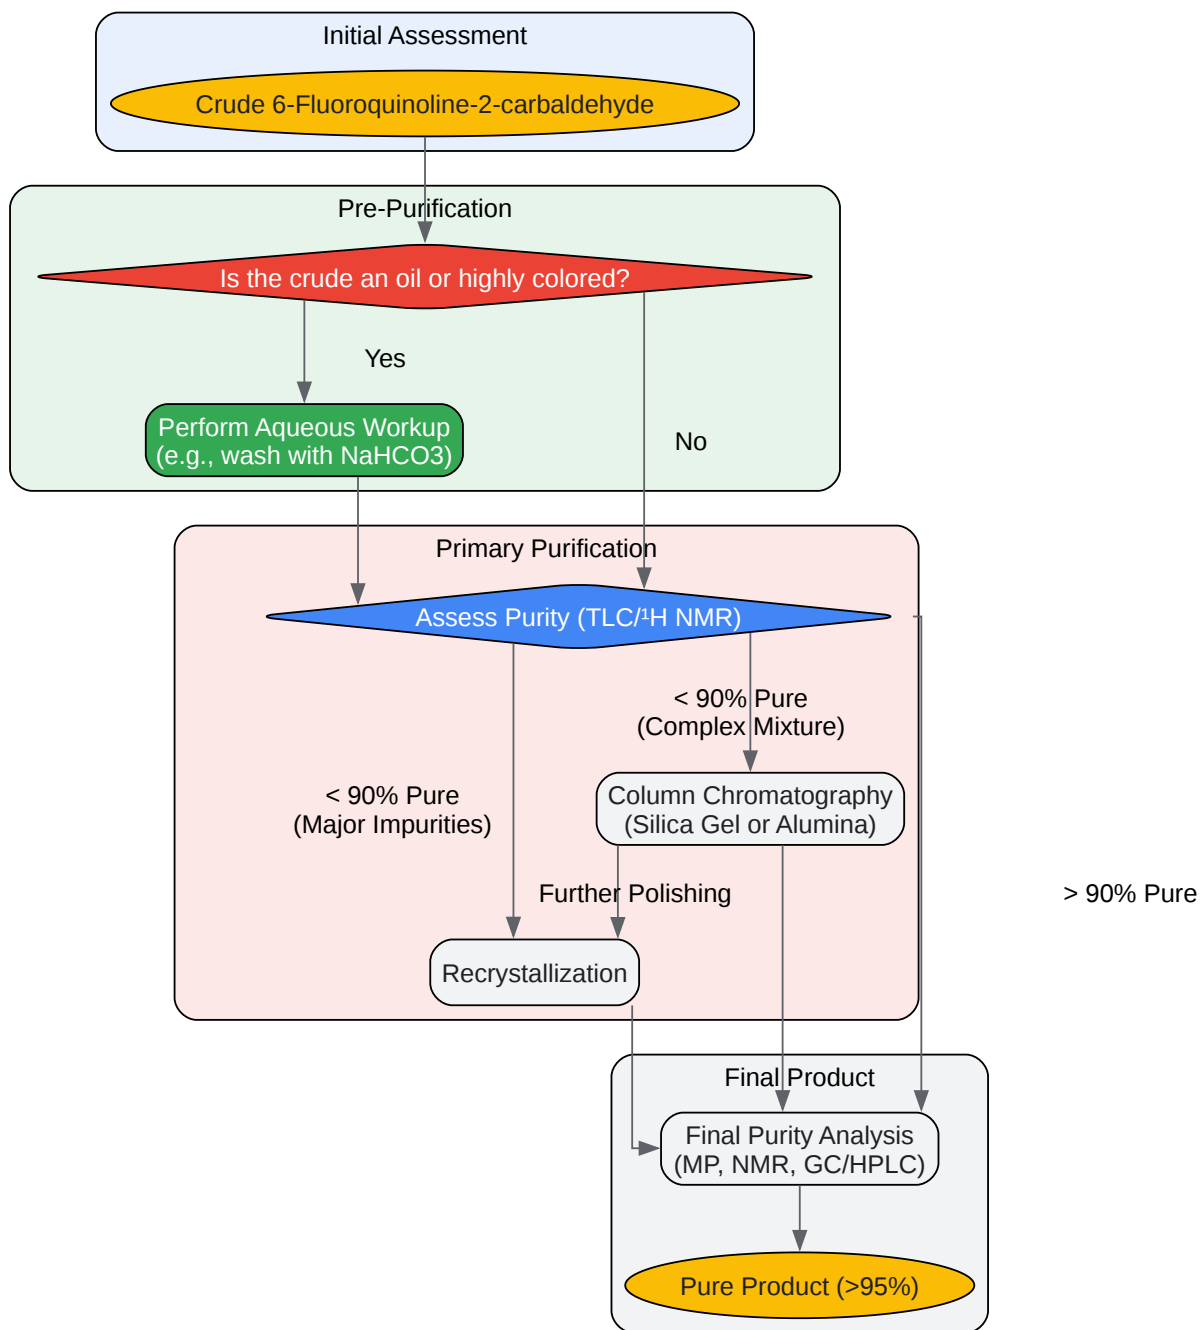 Initial Assessment
Crude 6-Fluoroquinoline-2-carbaldehyde
Pre-Purification
Is the crude an oil or highly colored?
Yes
Perform Aqueous Workup
(e.g., wash with NaHCO3)
No
Primary Purification
Assess Purity (TLC/¹H NMR)
< 90% Pure
(Complex Mixture)
< 90% Pure
(Major Impurities)
Column Chromatography
(Silica Gel or Alumina)
Further Polishing
> 90% Pure
Recrystallization
Final Product
Final Purity Analysis
(MP, NMR, GC/HPLC)
Pure Product (>95%)